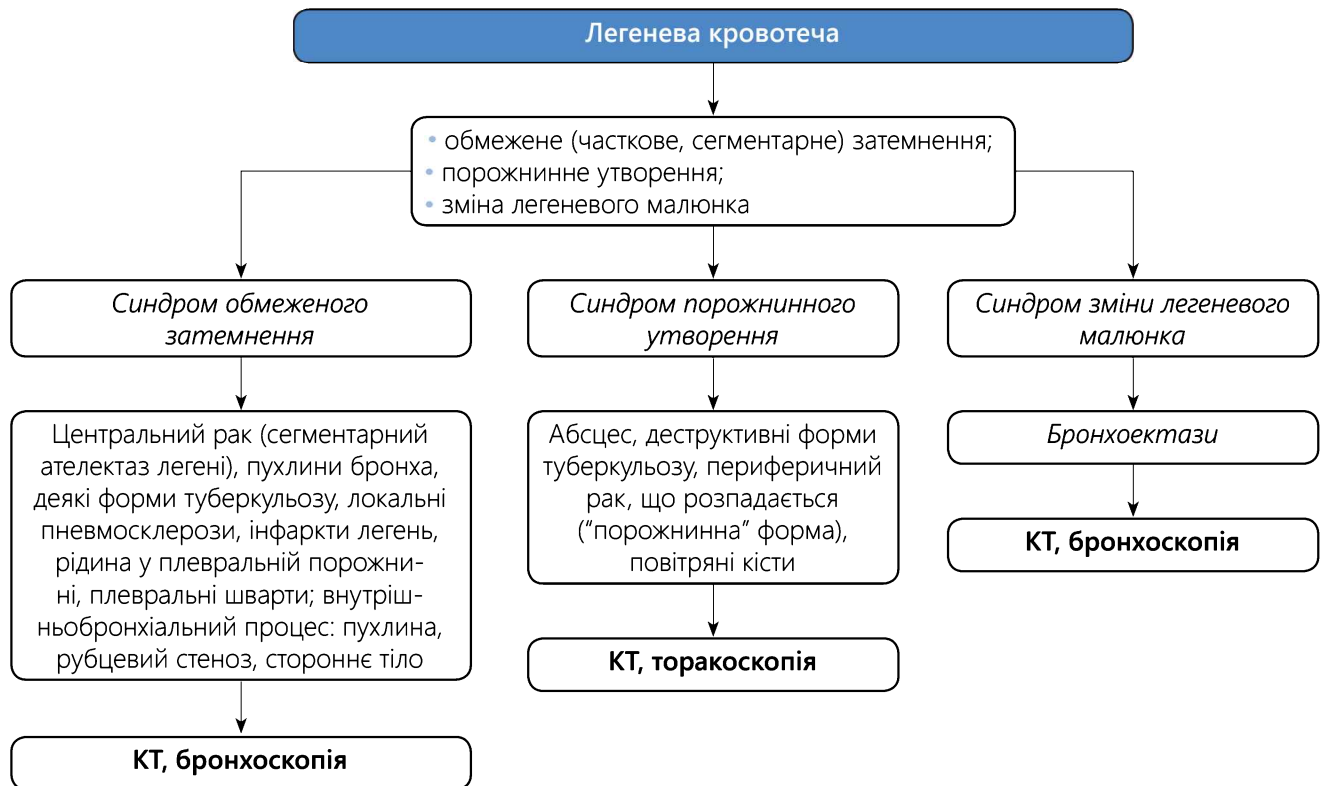 Легенева кровотеча
• обмежене (часткове, сегментарне) затемнення;
• порожнинне утворення;
• зміна легеневого малюнка
Синдром обмеженого
затемнення
Синдром порожнинного
утворення
Синдром зміни легеневого
малюнка
Центральний рак (сегментарний
ателектаз легені), пухлини бронха,
деякі форми туберкульозу, локальні
пневмосклерози, інфаркти легень,
рідина у плевральній порожни-
ні, плевральні шварти; внутріш-
ньобронхіальний процес: пухлина,
рубцевий стеноз, стороннє тіло
Абсцес, деструктивні форми
туберкульозу, периферичний
рак, що розпадається
(“порожнинна” форма),
повітряні кісти
Бронхоектази
КТ, бронхоскопія
КТ, торакоскопія
КТ, бронхоскопія